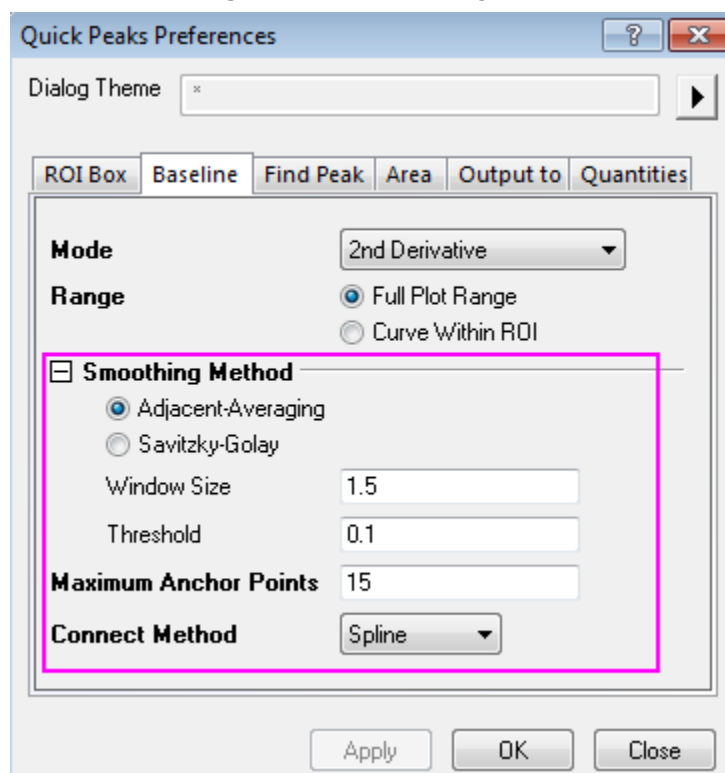 Quick Peaks Preferences
Dialog Theme *
ROI Box Baseline Find Peak Area Output to Quantities
Mode 2nd Derivative
Range Full Plot Range
Curve Within ROI
Smoothing Method
Adjacent-Averaging
Savitzky-Golay
Window Size 1.5
Threshold 0.1
Maximum Anchor Points 15
Connect Method Spline
Apply OK Close